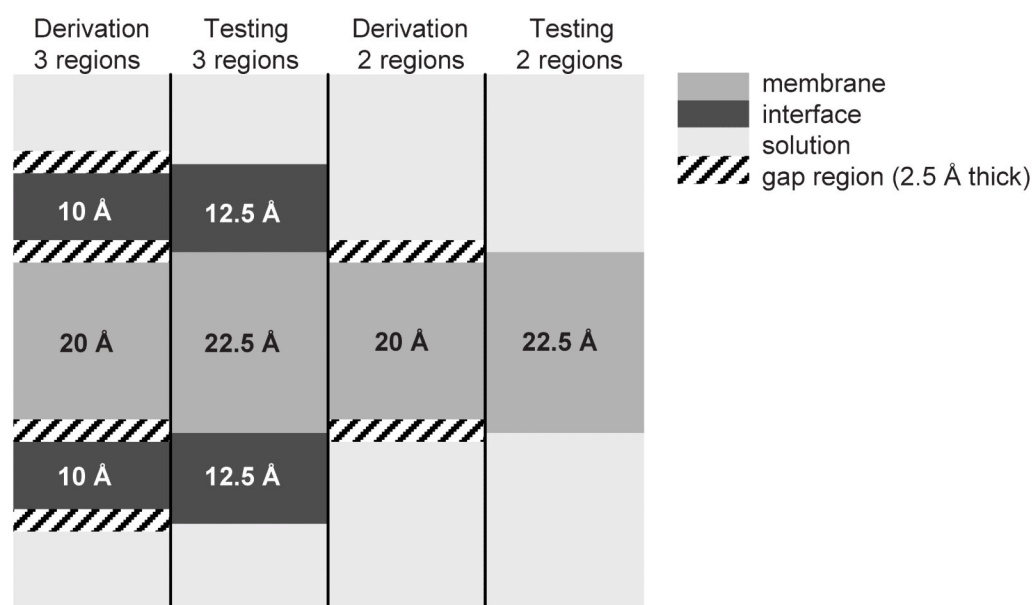 Derivation
3 regions
Testing
3 regions
Derivation
2 regions
Testing
2 regions
membrane
interface
solution
gap region (2.5 Å thick)
10 Å
12.5 Å
20 Å
22.5 Å
20 Å
22.5 Å
10 Å
12.5 Å